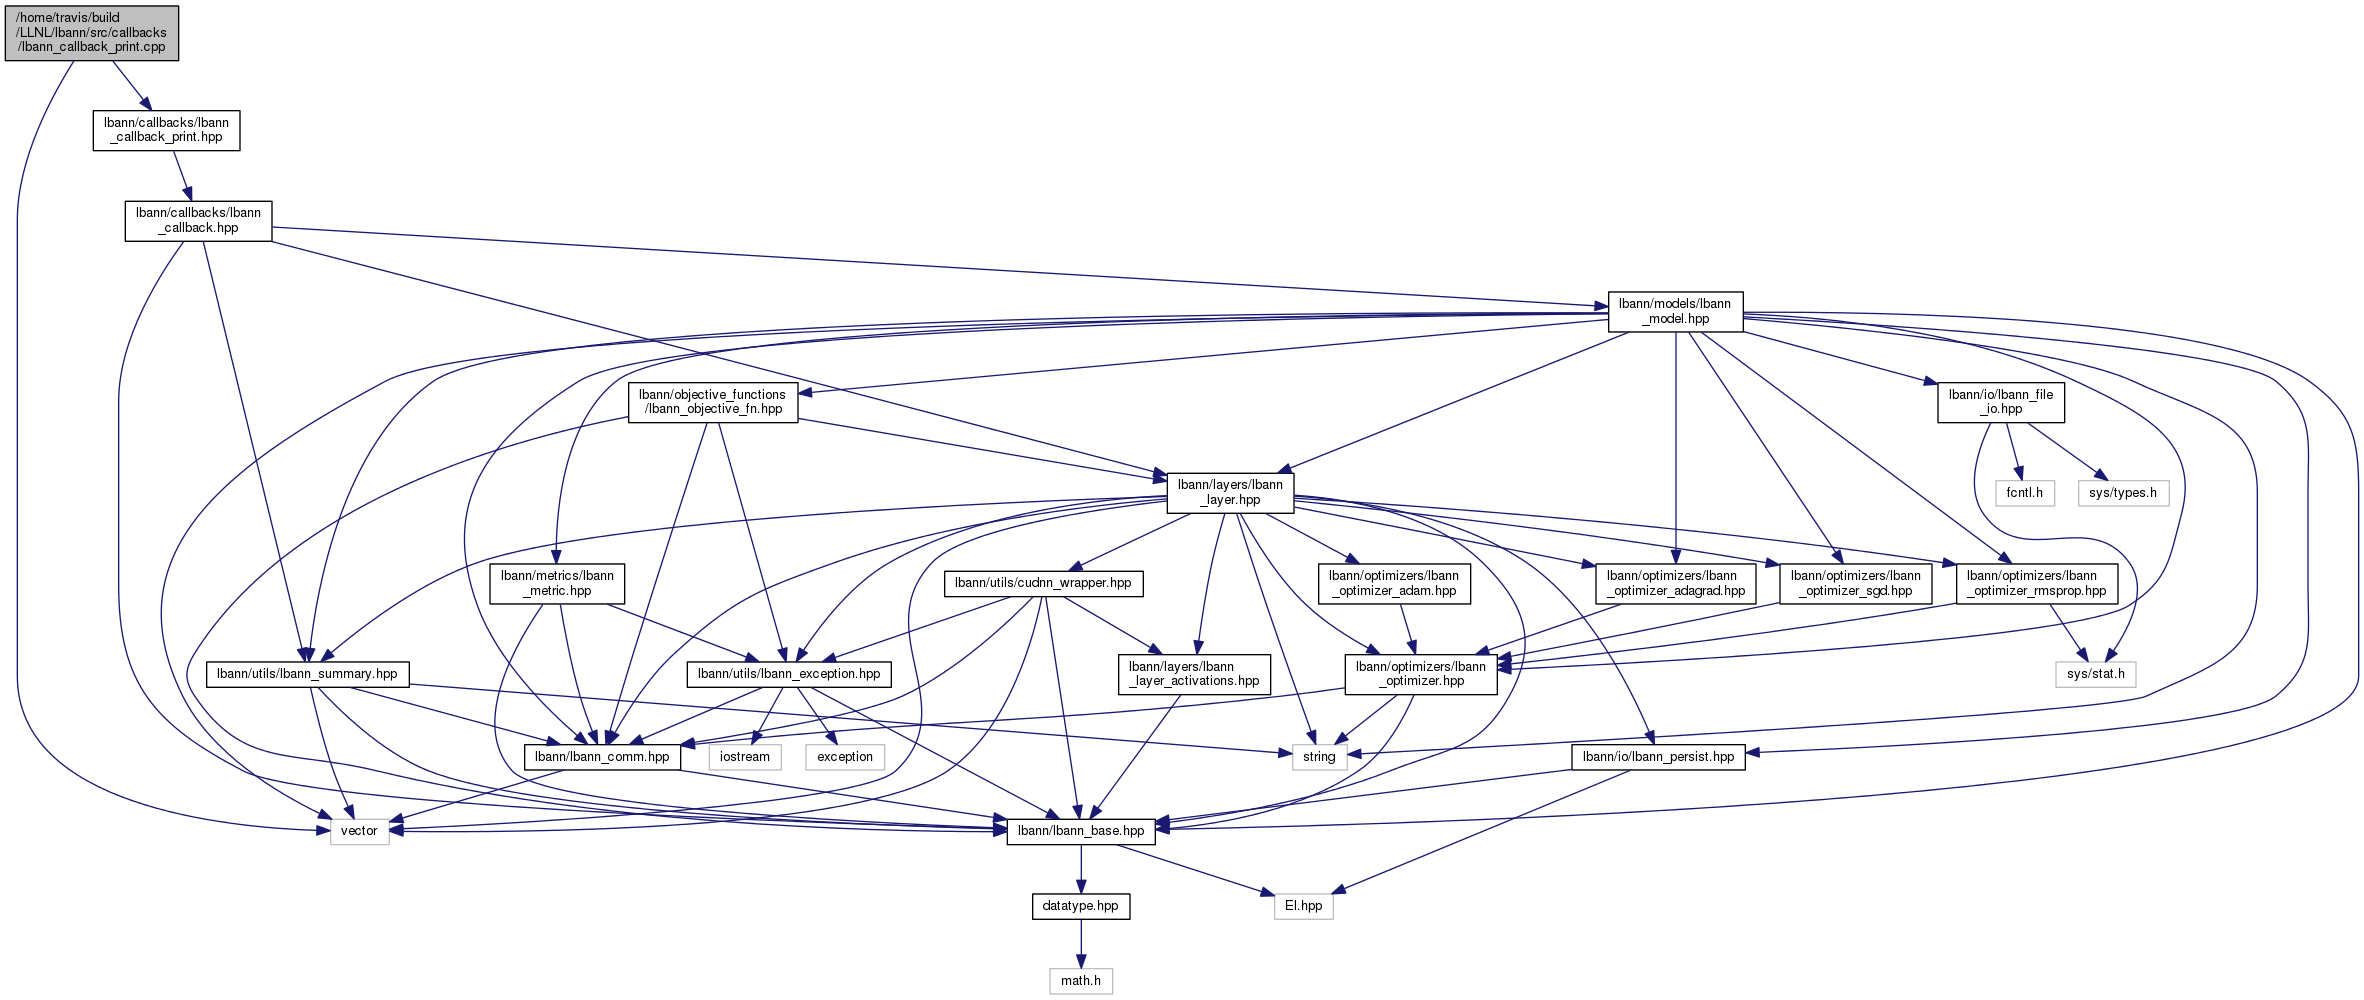 /home/travis/build
/LLNL/lbann/src/callbacks
/lbann_callback_print.cpp
lbann/callbacks/lbann
_callback_print.hpp
lbann/callbacks/lbann
_callback.hpp
lbann/models/lbann
_model.hpp
lbann/objective_functions
/lbann_objective_fn.hpp
lbann/io/lbann_file
_io.hpp
lbann/layers/lbann
_layer.hpp
fcntl.h
sys/types.h
lbann/metrics/lbann
_metric.hpp
lbann/utils/cudnn_wrapper.hpp
lbann/optimizers/lbann
_optimizer_adam.hpp
lbann/optimizers/lbann
_optimizer_adagrad.hpp
lbann/optimizers/lbann
_optimizer_sgd.hpp
lbann/optimizers/lbann
_optimizer_rmsprop.hpp
lbann/utils/lbann_summary.hpp
lbann/utils/lbann_exception.hpp
lbann/layers/lbann
_layer_activations.hpp
lbann/optimizers/lbann
_optimizer.hpp
sys/stat.h
lbann/lbann_comm.hpp
iostream
exception
string
lbann/io/lbann_persist.hpp
vector
lbann/lbann_base.hpp
datatype.hpp
El.hpp
math.h